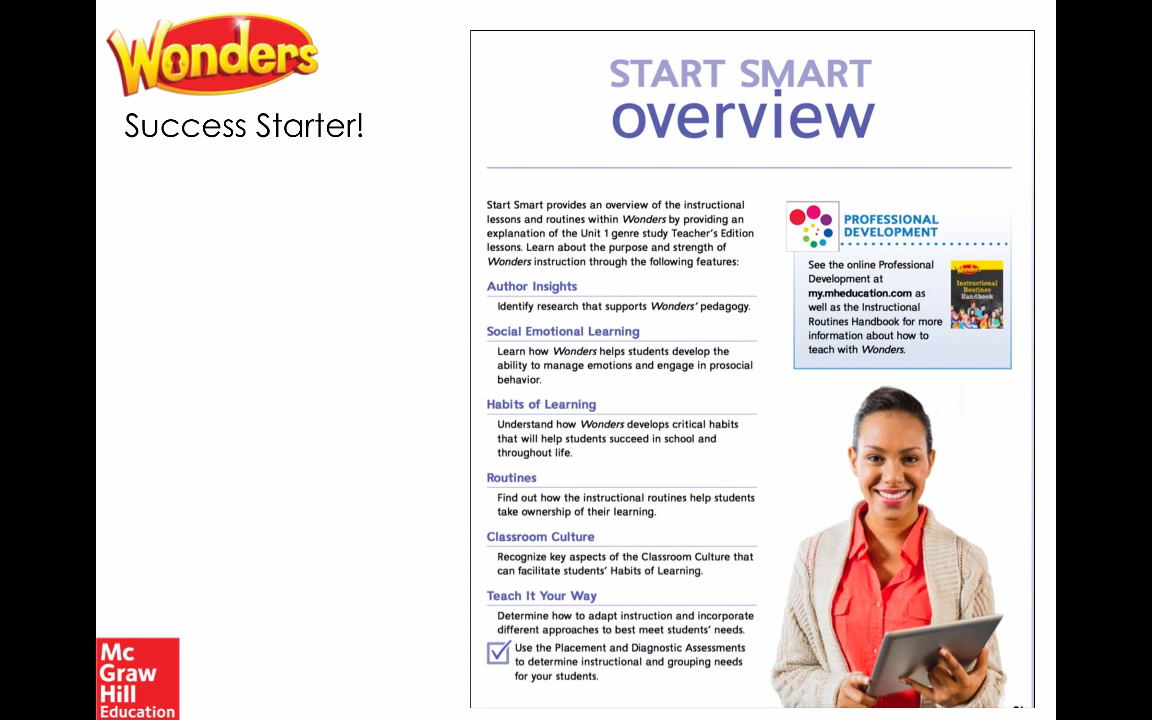 Wonders
Success Starter!
START SMART
overview
Start Smart provides an overview of the instructional
lessons and routines within Wonders by providing an
explanation of the Unit 1 genre study Teacher's Edition
lessons. Learn about the purpose and strength of
Wonders instruction through the following features:
Author Insights
Identify research that supports Wonders' pedagogy.
Social Emotional Learning
Learn how Wonders helps students develop the
ability to manage emotions and engage in prosocial
behavior.
Habits of Learning
Understand how Wonders develops critical habits
that will help students succeed in school and
throughout life.
Routines
Find out how the instructional routines help students
take ownership of their learning.
Classroom Culture
Recognize key aspects of the Classroom Culture that
can facilitate students' Habits of Learning.
Teach It Your Way
Determine how to adapt instruction and incorporate
different approaches to best meet students' needs.
Use the Placement and Diagnostic Assessments
to determine instructional and grouping needs
for your students.
PROFESSIONAL
DEVELOPMENT
See the online Professional
Development at
my.mheducation.com as
well as the Instructional
Routines Handbook for more
information about how to
teach with Wonders.
Wonders
Instructional
Routines
Handbook
Mc
Graw
Hill
Education